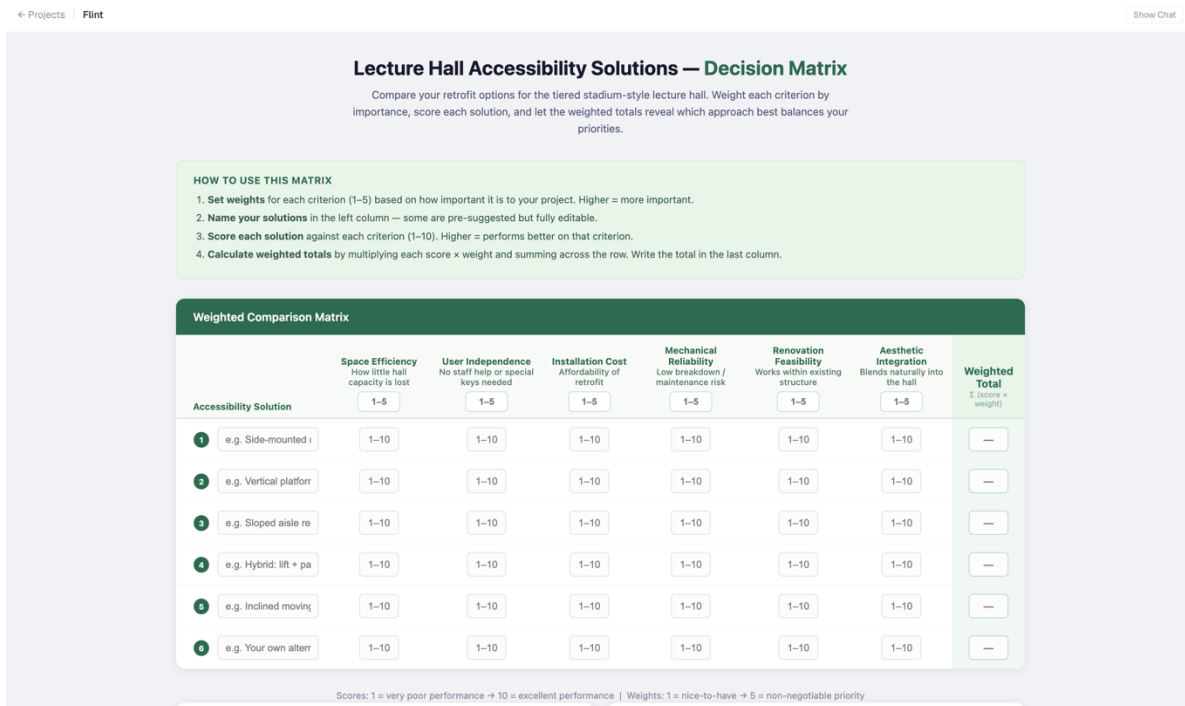 ← Projects | Flint
Show Chat
Lecture Hall Accessibility Solutions — Decision Matrix
Compare your retrofit options for the tiered stadium-style lecture hall. Weight each criterion by
importance, score each solution, and let the weighted totals reveal which approach best balances your
priorities.
HOW TO USE THIS MATRIX
1. Set weights for each criterion (1–5) based on how important it is to your project. Higher = more important.
2. Name your solutions in the left column — some are pre-suggested but fully editable.
3. Score each solution against each criterion (1–10). Higher = performs better on that criterion.
4. Calculate weighted totals by multiplying each score × weight and summing across the row. Write the total in the last column.
Weighted Comparison Matrix
Accessibility Solution
Space Efficiency
How little hall
capacity is lost
1–5
User Independence
No staff help or special
keys needed
1–5
Installation Cost
Affordability of
retrofit
1–5
Mechanical
Reliability
Low breakdown /
maintenance risk
1–5
Renovation
Feasibility
Works within existing
structure
1–5
Aesthetic
Integration
Blends naturally into
the hall
1–5
Weighted
Total
Σ (score ×
weight)
1 e.g. Side-mounted 1–10 1–10 1–10 1–10 1–10 1–10 —
2 e.g. Vertical platforr 1–10 1–10 1–10 1–10 1–10 1–10 —
3 e.g. Sloped aisle re 1–10 1–10 1–10 1–10 1–10 1–10 —
4 e.g. Hybrid: lift + pa 1–10 1–10 1–10 1–10 1–10 1–10 —
5 e.g. Inclined moving 1–10 1–10 1–10 1–10 1–10 1–10 —
6 e.g. Your own alterr 1–10 1–10 1–10 1–10 1–10 1–10 —
Scores: 1 = very poor performance → 10 = excellent performance | Weights: 1 = nice-to-have → 5 = non-negotiable priority